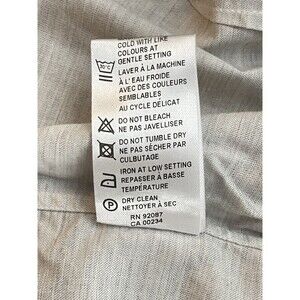 COLD WITH LIKE
COLOURS AT
GENTLE SETTING
30°C
LAVER À LA MACHINE
À L'EAU FROIDE
AVEC DES COULEURS
SEMBLABLES
AU CYCLE DÉLICAT
DO NOT BLEACH
NE PAS JAVELLISER
DO NOT TUMBLE DRY
NE PAS SÉCHER PAR
CULBUTAGE
IRON AT LOW SETTING
REPASSER À BASSE
TEMPÉRATURE
P
DRY CLEAN
NETTOYER À SEC
RN 92087
CA 00234